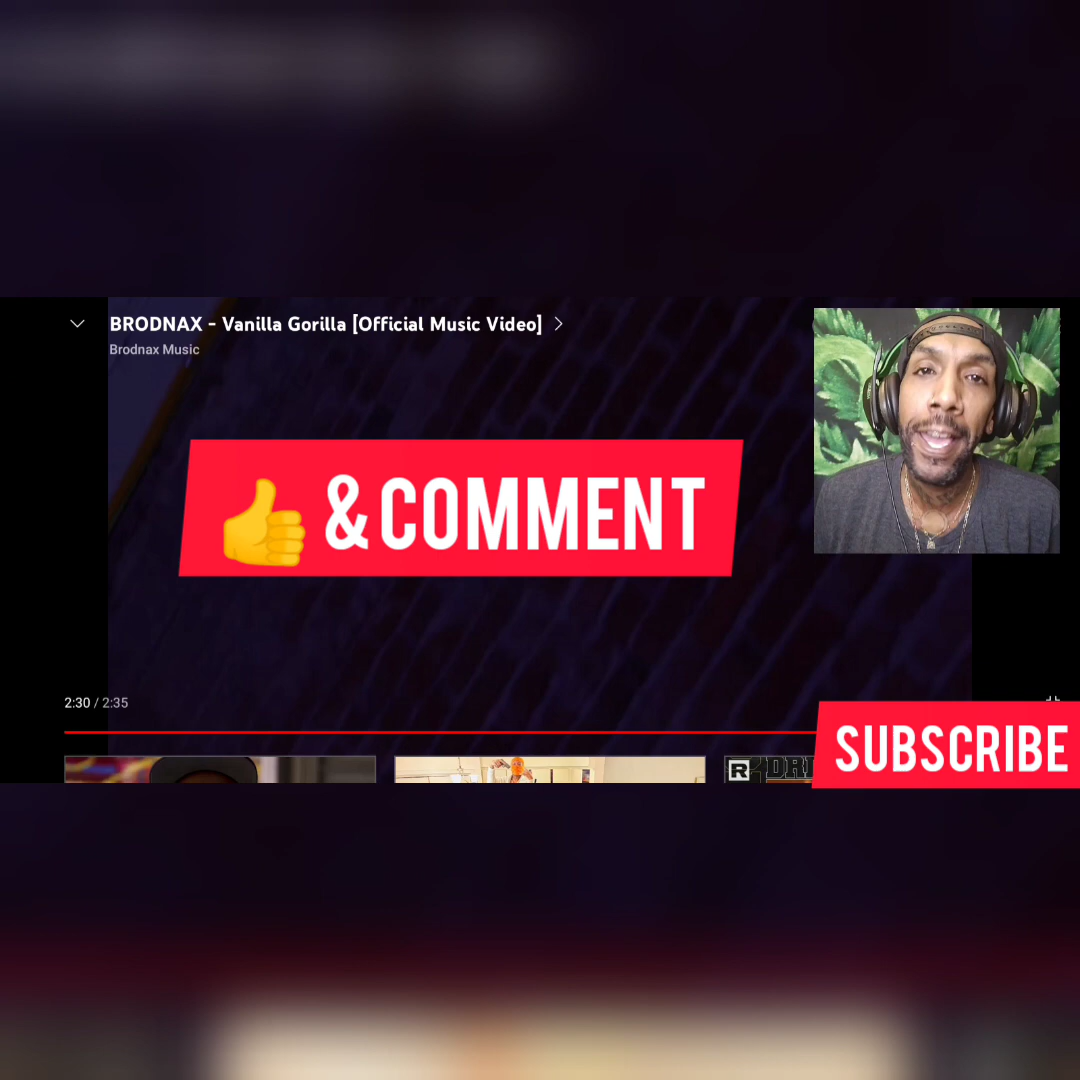 BRODNAX - Vanilla Gorilla [Official Music Video]
Brodnax Music
👍 & COMMENT
2:30 / 2:35
SUBSCRIBE
R